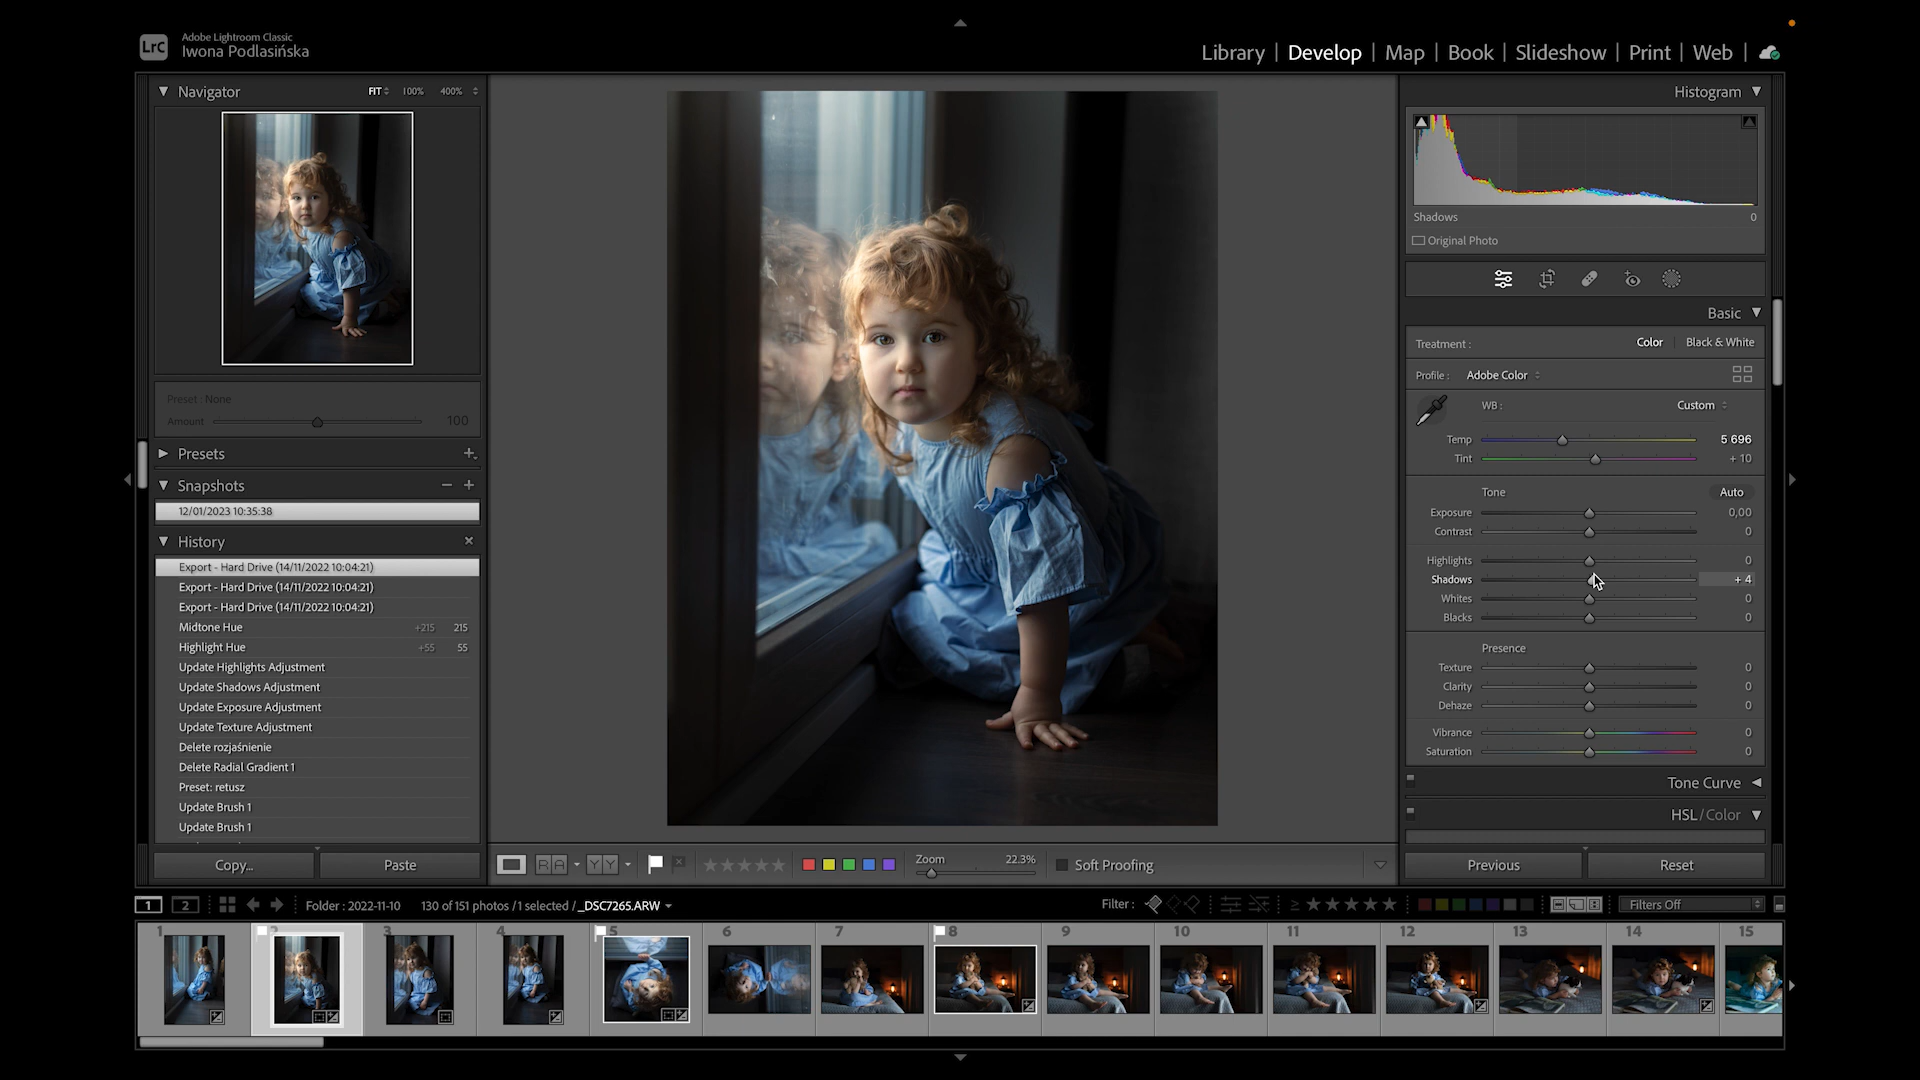 LrC
Adobe Lightroom Classic
Iwona Podlasińska
Library | Develop | Map | Book | Slideshow | Print | Web |
Navigator FIT 100% 400%
Preset : None
Amount 100
Presets
Snapshots
12/01/2023 10:35:38
History
Export - Hard Drive (14/11/2022 10:04:21)
Export - Hard Drive (14/11/2022 10:04:21)
Export - Hard Drive (14/11/2022 10:04:21)
Midtone Hue +215 215
Highlight Hue +55 55
Update Highlights Adjustment
Update Shadows Adjustment
Update Exposure Adjustment
Update Texture Adjustment
Delete rozjaśnienie
Delete Radial Gradient 1
Preset: retusz
Update Brush 1
Update Brush 1
Copy... Paste
R A Y Y Zoom 22.3% Soft Proofing
Histogram
Shadows 0
Original Photo
Basic
Treatment : Color Black & White
Profile : Adobe Color
WB : Custom
Temp 5 696
Tint + 10
Tone Auto
Exposure 0,00
Contrast 0
Highlights 0
Shadows + 4
Whites 0
Blacks 0
Presence
Texture 0
Clarity 0
Dehaze 0
Vibrance 0
Saturation 0
Tone Curve
HSL / Color
Previous Reset
1 2 Folder : 2022-11-10 130 of 151 photos / 1 selected / _DSC7265.ARW Filter : ≥ Filters Off
1 2 3 4 5 6 7 8 9 10 11 12 13 14 15